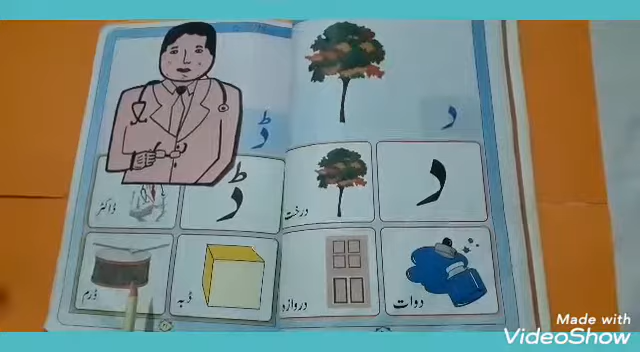 د
د
درخت
دوات
دروازہ
ڈ
ڈ
ڈاکٹر
ڈبہ
ڈرم
Made with
VideoShow